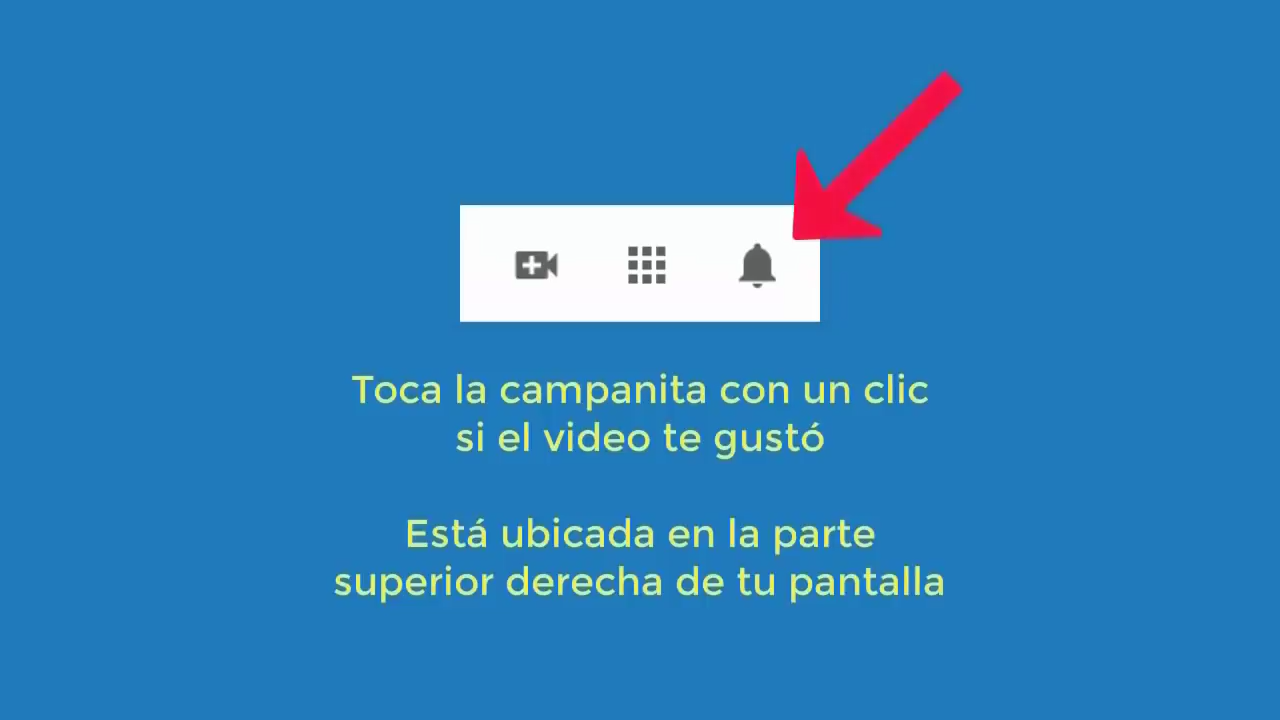 Toca la campanita con un clic
si el video te gustó
Está ubicada en la parte
superior derecha de tu pantalla